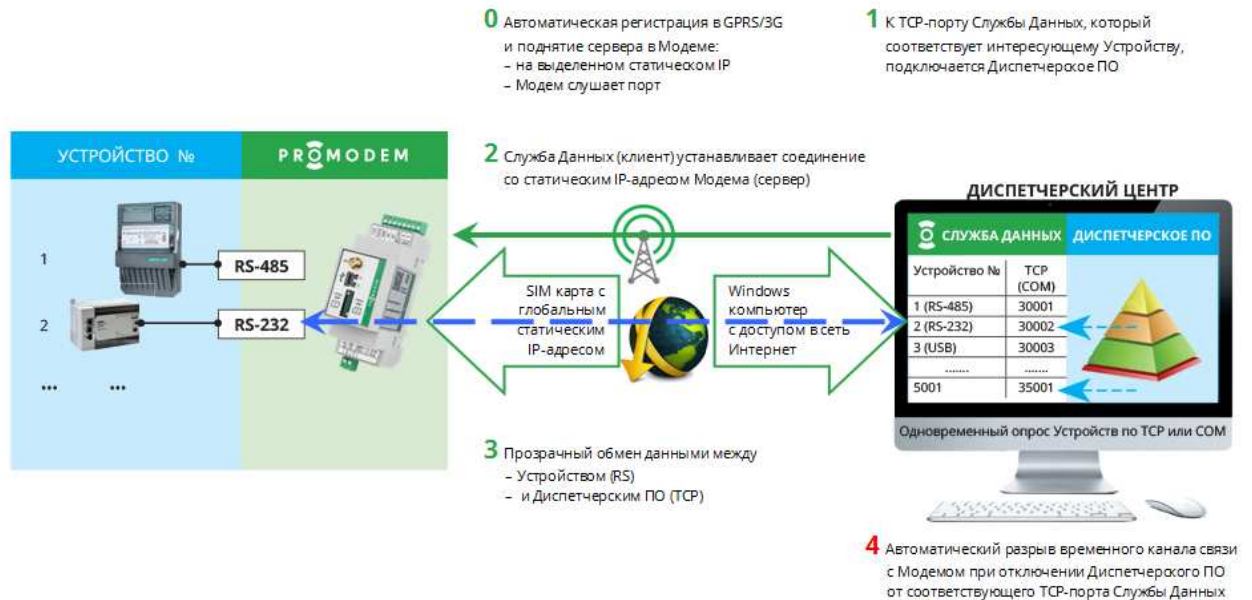 0 Автоматическая регистрация в GPRS/3G
и поднятие сервера в Модеме:
– на выделенном статическом IP
– Модем слушает порт
1 К TCP-порту Службы Данных, который
соответствует интересующему Устройству,
подключается Диспетчерское ПО
2 Служба Данных (клиент) устанавливает соединение
со статическим IP-адресом Модема (сервер)
УСТРОЙСТВО №
PROMODEM
1
RS-485
2
RS-232
... ...
SIM карта с
глобальным
статическим
IP-адресом
Windows
компьютер
с доступом в сеть
Интернет
ДИСПЕТЧЕРСКИЙ ЦЕНТР
СЛУЖБА ДАННЫХ ДИСПЕТЧЕРСКОЕ ПО
Устройство № TCP
(COM)
1 (RS-485) 30001
2 (RS-232) 30002
3 (USB) 30003
....... .......
5001 35001
Одновременный опрос Устройств по TCP или COM
3 Прозрачный обмен данными между
– Устройством (RS)
– и Диспетчерским ПО (TCP)
4 Автоматический разрыв временного канала связи
с Модемом при отключении Диспетчерского ПО
от соответствующего TCP-порта Службы Данных